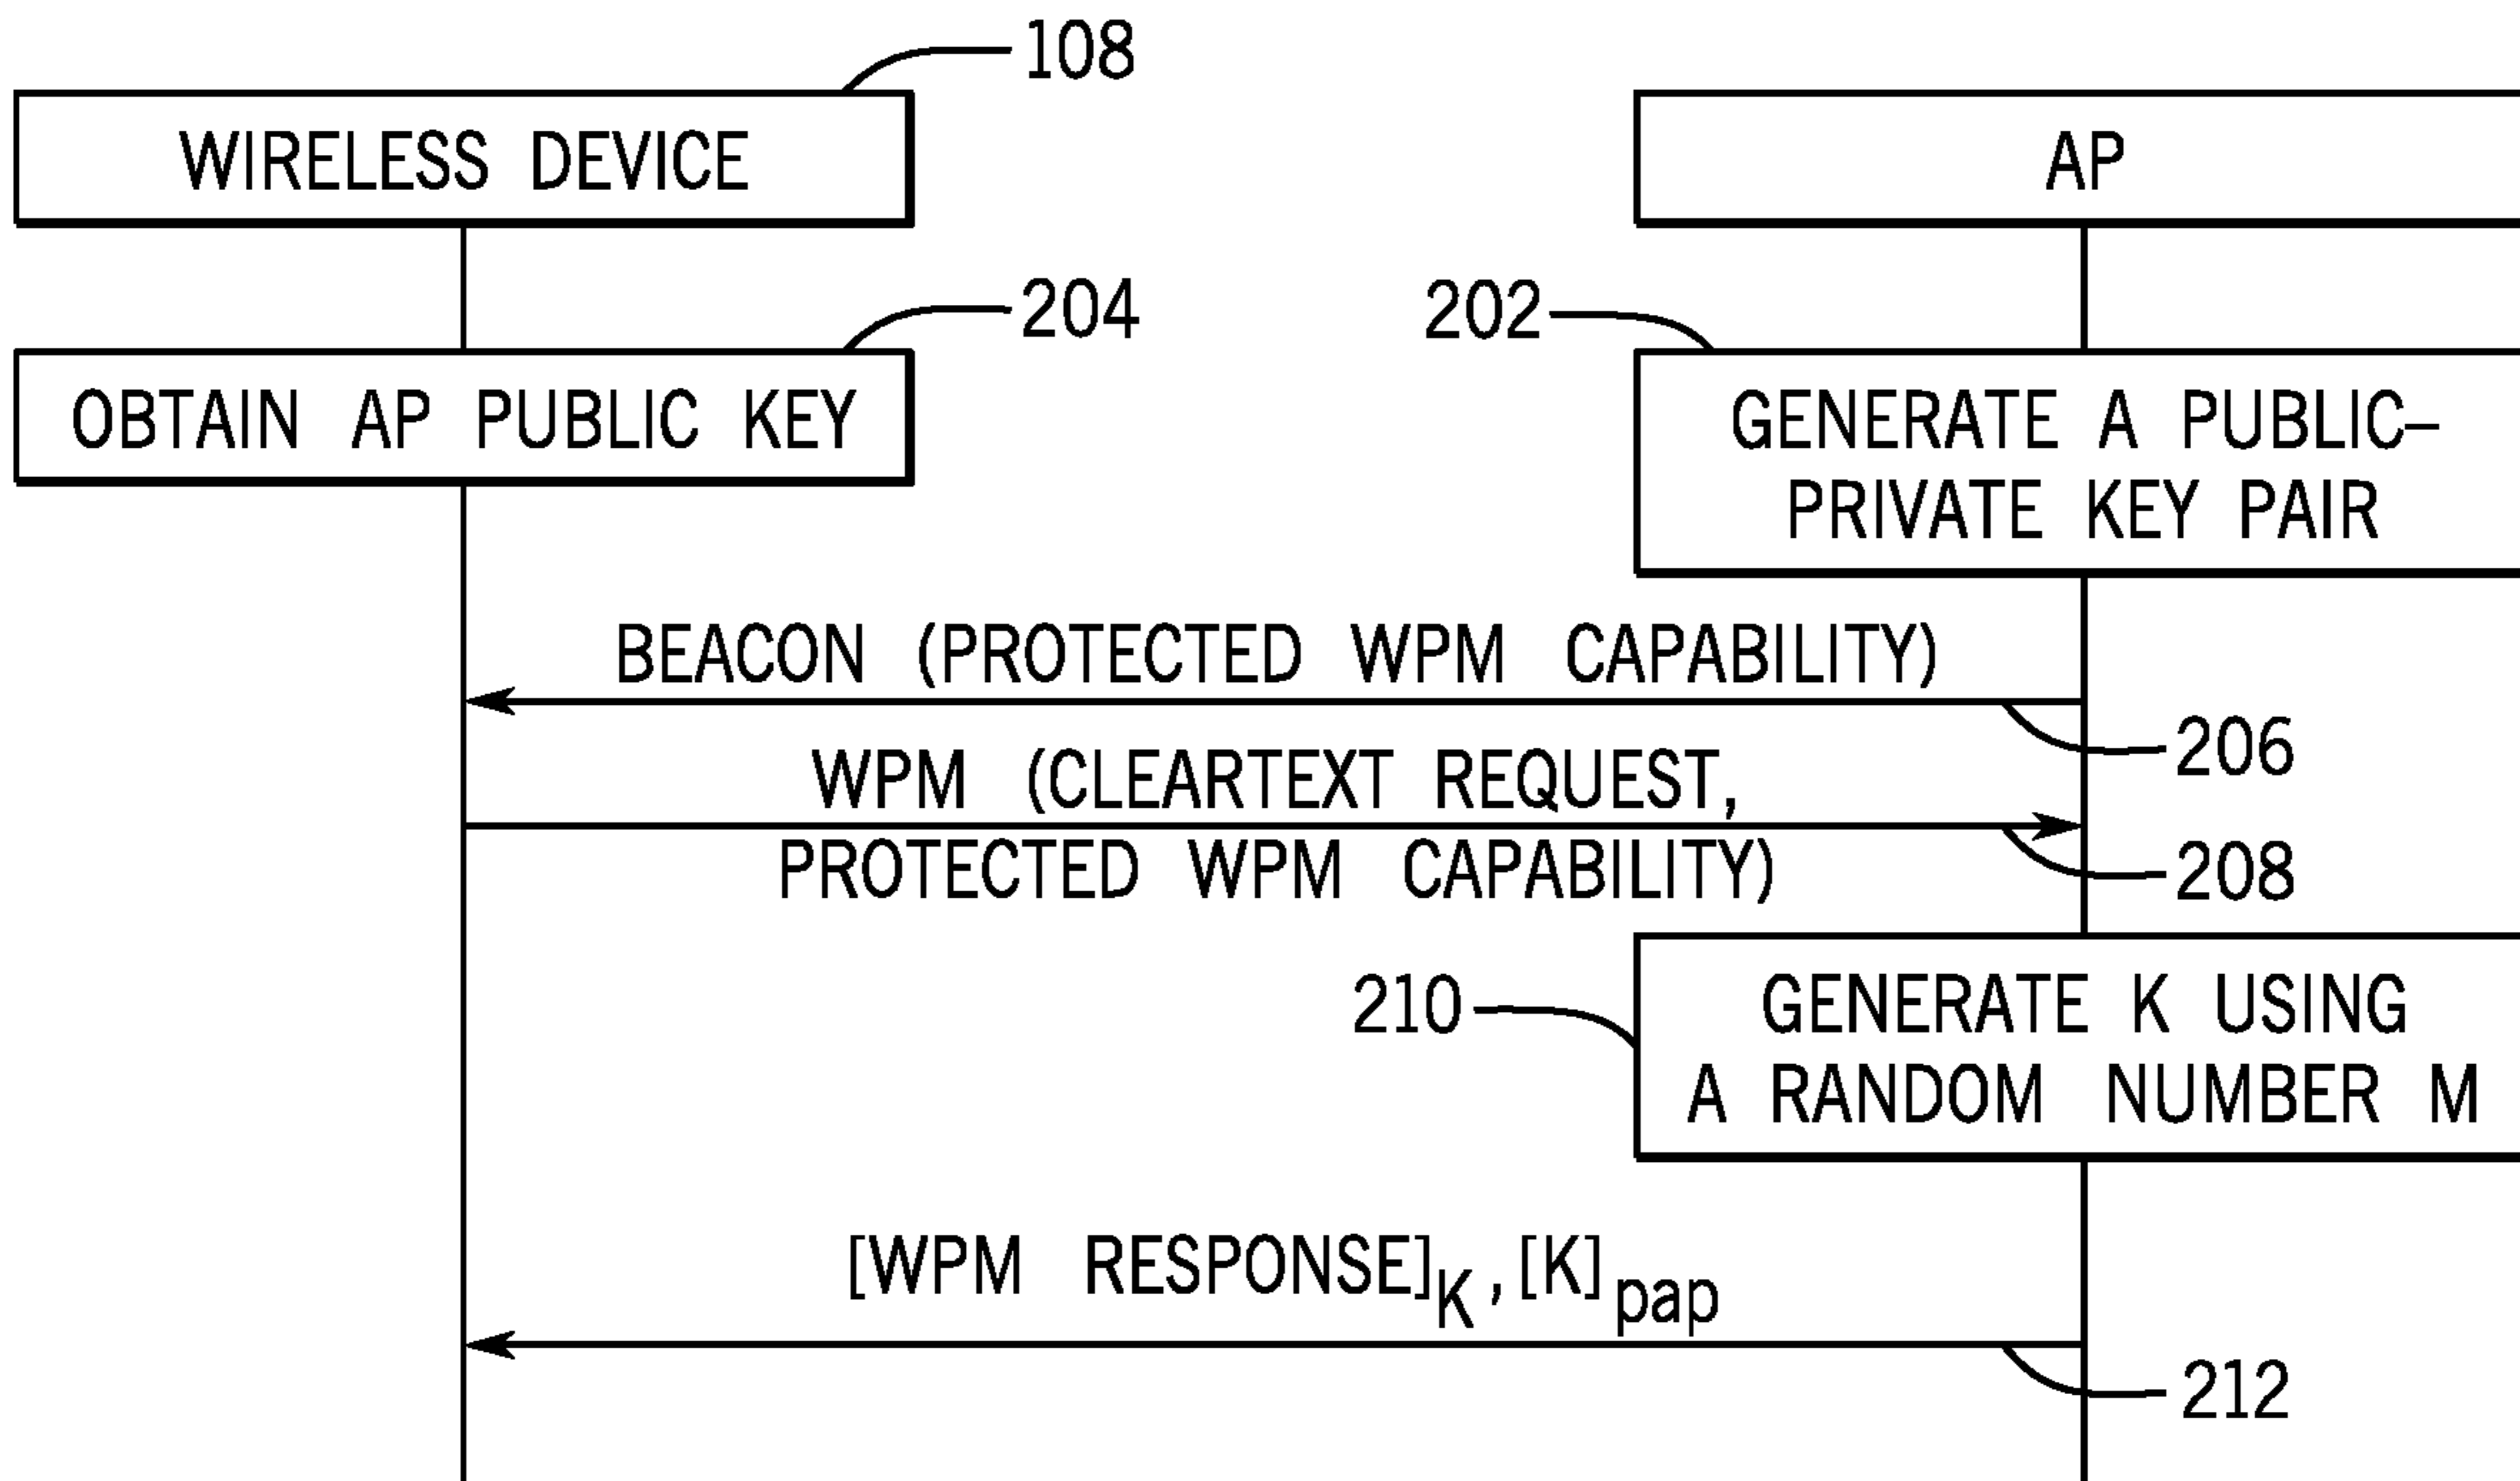 108
WIRELESS DEVICE
AP
204
202
OBTAIN AP PUBLIC KEY
GENERATE A PUBLIC–
PRIVATE KEY PAIR
BEACON (PROTECTED WPM CAPABILITY)
206
WPM (CLEARTEXT REQUEST,
PROTECTED WPM CAPABILITY)
208
210
GENERATE K USING
A RANDOM NUMBER M
[WPM RESPONSE]K, [K]pap
212